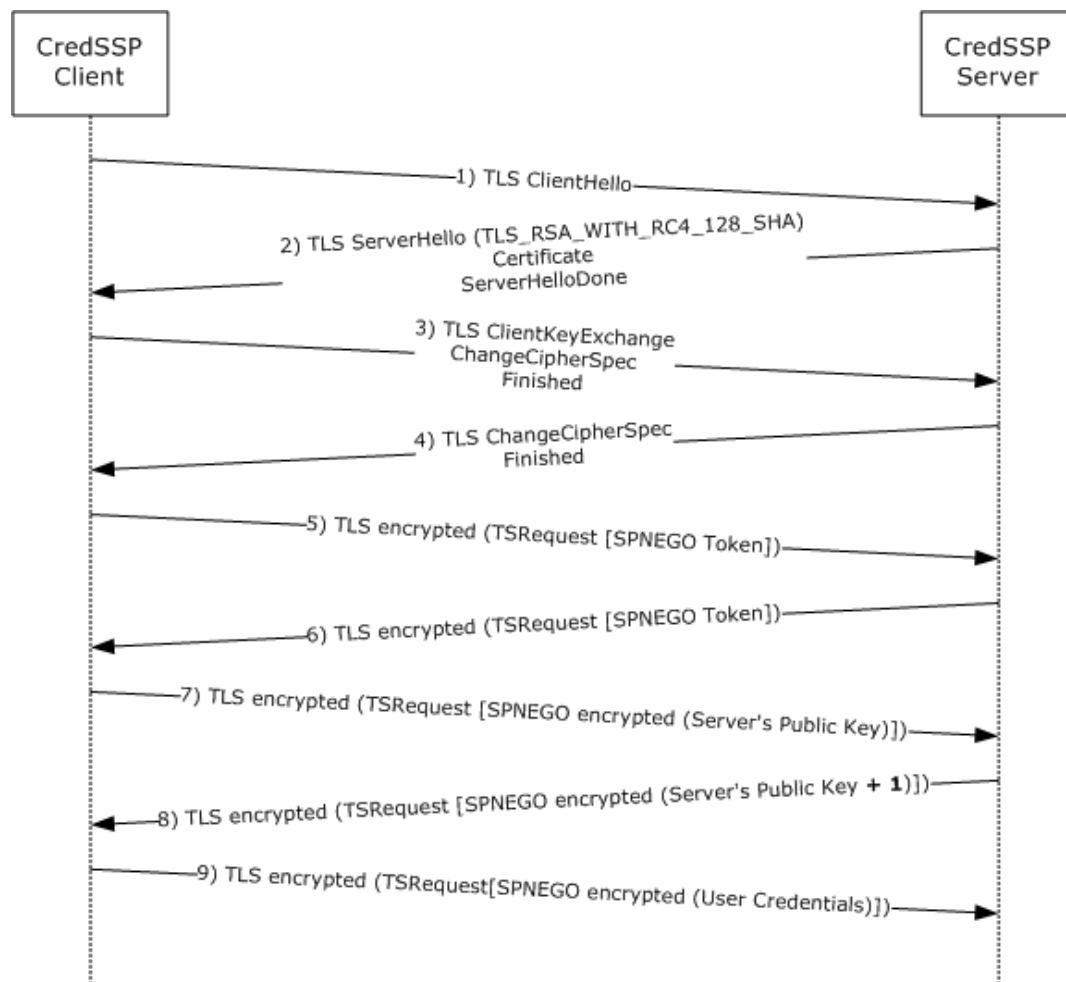 CredSSP
Client
CredSSP
Server
1) TLS ClientHello
2) TLS ServerHello (TLS_RSA_WITH_RC4_128_SHA)
Certificate
ServerHelloDone
3) TLS ClientKeyExchange
ChangeCipherSpec
Finished
4) TLS ChangeCipherSpec
Finished
5) TLS encrypted (TSRequest [SPNEGO Token])
6) TLS encrypted (TSRequest [SPNEGO Token])
7) TLS encrypted (TSRequest [SPNEGO encrypted (Server's Public Key)])
8) TLS encrypted (TSRequest [SPNEGO encrypted (Server's Public Key + 1)])
9) TLS encrypted (TSRequest[SPNEGO encrypted (User Credentials)])